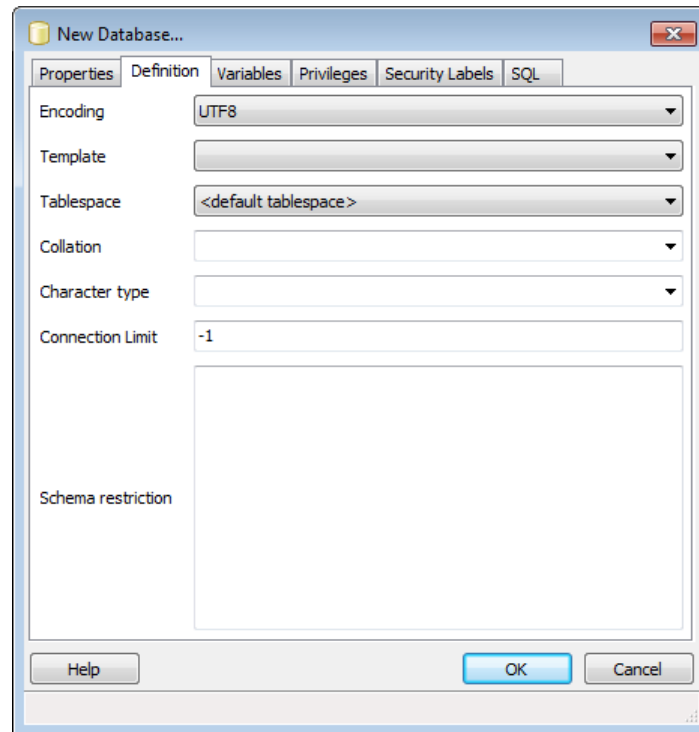 New Database...
Properties Definition Variables Privileges Security Labels SQL
Encoding UTF8
Template
Tablespace <default tablespace>
Collation
Character type
Connection Limit -1
Schema restriction
Help OK Cancel